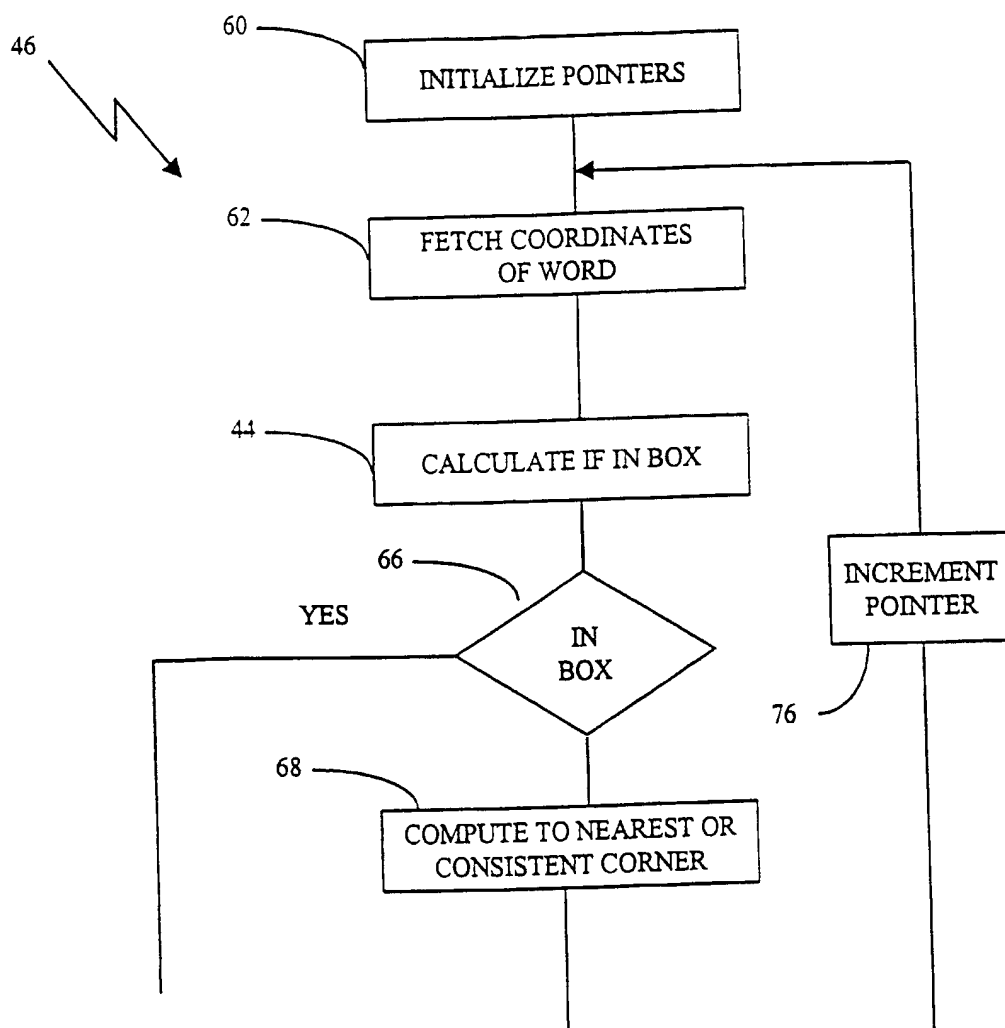 46
60
INITIALIZE POINTERS
62
FETCH COORDINATES
OF WORD
44
CALCULATE IF IN BOX
66
YES
IN
BOX
INCREMENT
POINTER
76
68
COMPUTE TO NEAREST OR
CONSISTENT CORNER